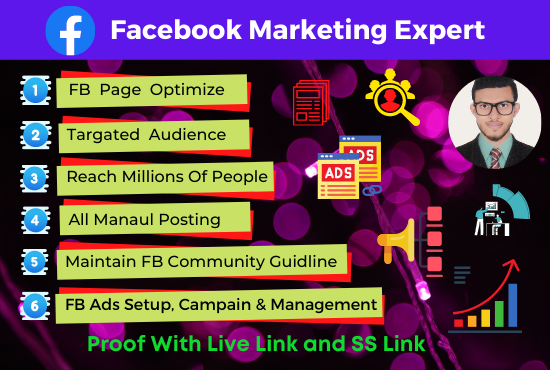 Facebook Marketing Expert
1 FB Page Optimize
2 Targated Audience
3 Reach Millions Of People
4 All Manaul Posting
5 Maintain FB Community Guidline
6 FB Ads Setup, Campain & Management
ADS
ADS
Proof With Live Link and SS Link